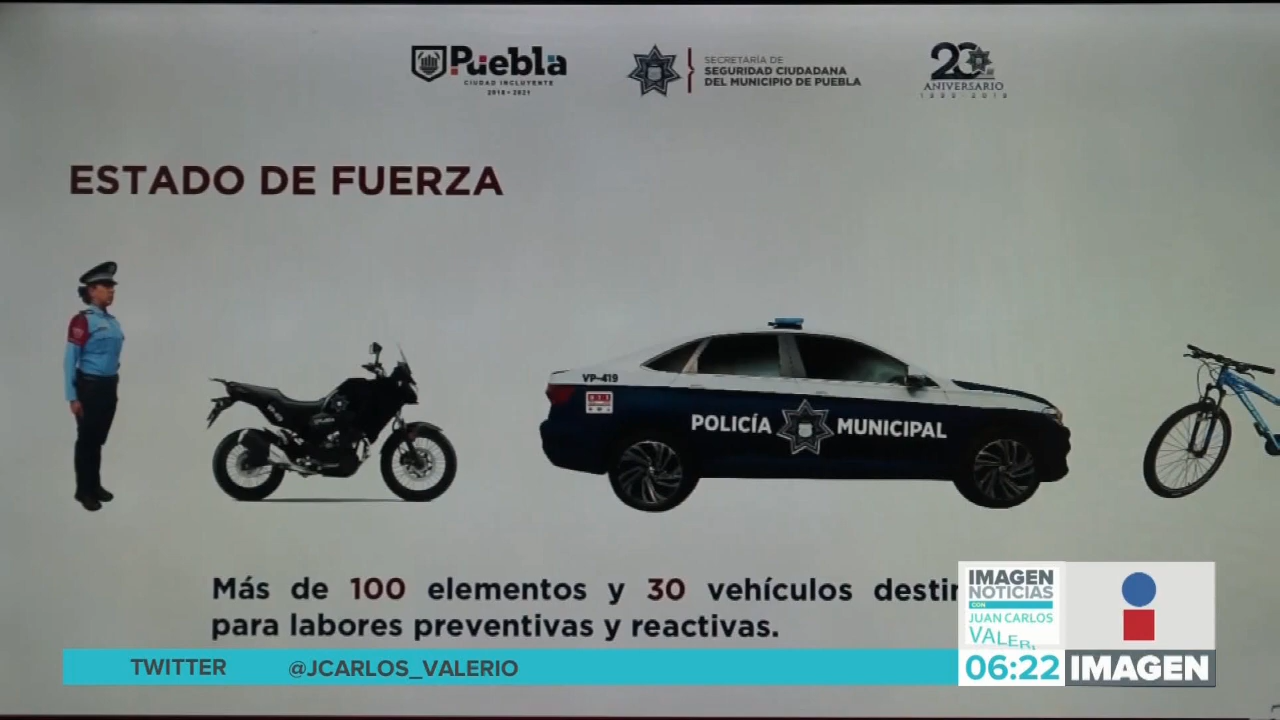 Puebla
CIUDAD INCLUYENTE
2018 • 2021
SECRETARÍA DE
SEGURIDAD CIUDADANA
DEL MUNICIPIO DE PUEBLA
20
ANIVERSARIO
ESTADO DE FUERZA
VP-419
911
POLICÍA MUNICIPAL
Más de 100 elementos y 30 vehículos destin
para labores preventivas y reactivas.
IMAGEN
NOTICIAS
CON
JUAN CARLOS
VALER
TWITTER @JCARLOS_VALERIO
06:22 IMAGEN